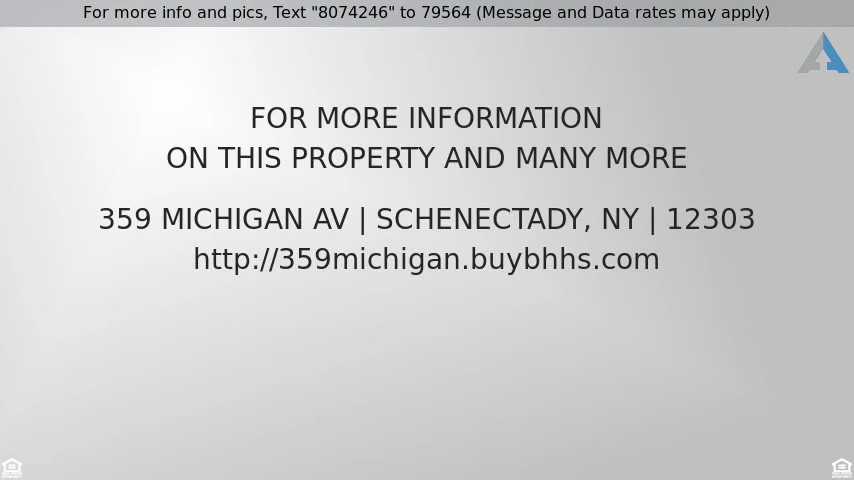 For more info and pics, Text "8074246" to 79564 (Message and Data rates may apply)
FOR MORE INFORMATION
ON THIS PROPERTY AND MANY MORE
359 MICHIGAN AV | SCHENECTADY, NY | 12303
http://359michigan.buybhhs.com